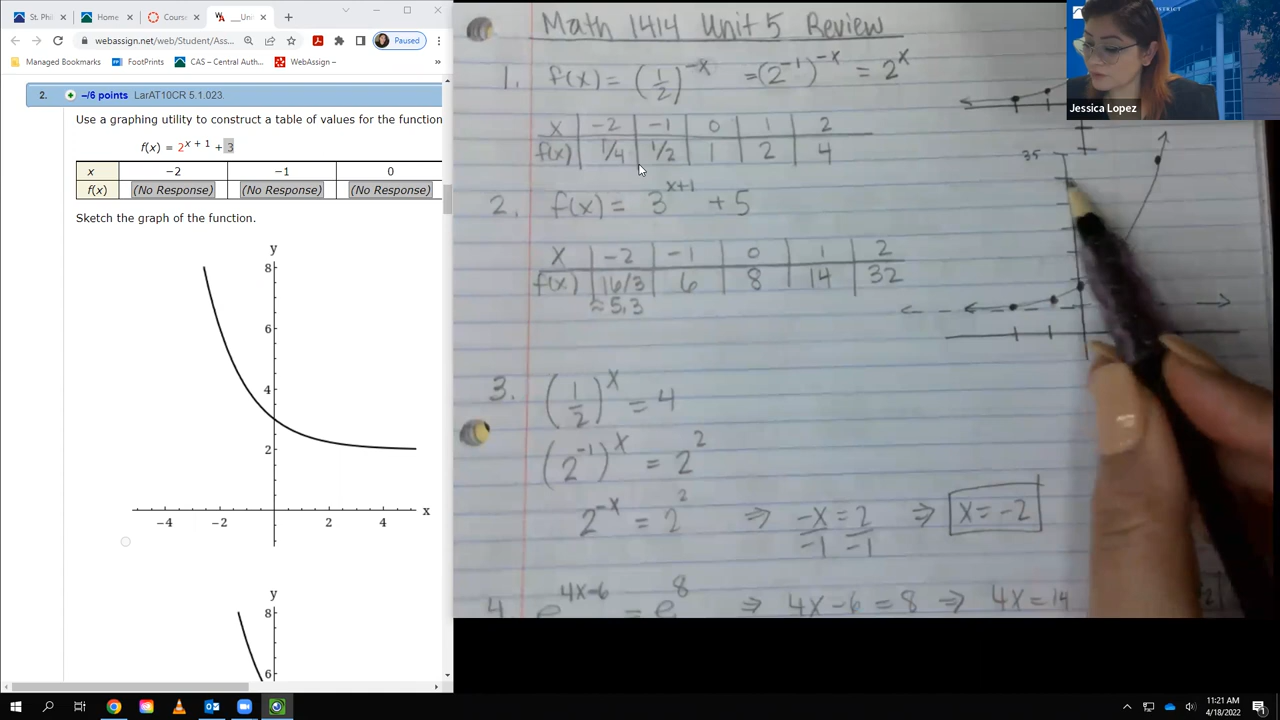 St. Phil
Home
Course
__Uni
webassign.net/web/Student/Ass...
Paused
Managed Bookmarks
FootPrints
CAS – Central Auth...
WebAssign –
2. –/6 points LarAT10CR 5.1.023.
Use a graphing utility to construct a table of values for the function
f(x) = 2^(x + 1) + 3
x −2 −1 0
f(x) (No Response) (No Response) (No Response)
Sketch the graph of the function.
y
8
6
4
2
−4 −2 2 4 x
y
8
6
Math 1414 Unit 5 Review
1. f(x) = (1/2)^-x = (2^-1)^-x = 2^x
x -2 -1 0 1 2
f(x) 1/4 1/2 1 2 4
35
2. f(x) = 3^(x+1) + 5
x -2 -1 0 1 2
f(x) 16/3 6 8 14 32
≈5.3
3. (1/2)^x = 4
(2^-1)^x = 2^2
2^-x = 2^2 ⇒ -x = 2 ⇒ x = -2
-1 -1
4. e^(4x-6) = e^8 ⇒ 4x-6 = 8 ⇒ 4x = 14
DISTRICT
Jessica Lopez
11:21 AM
4/18/2022